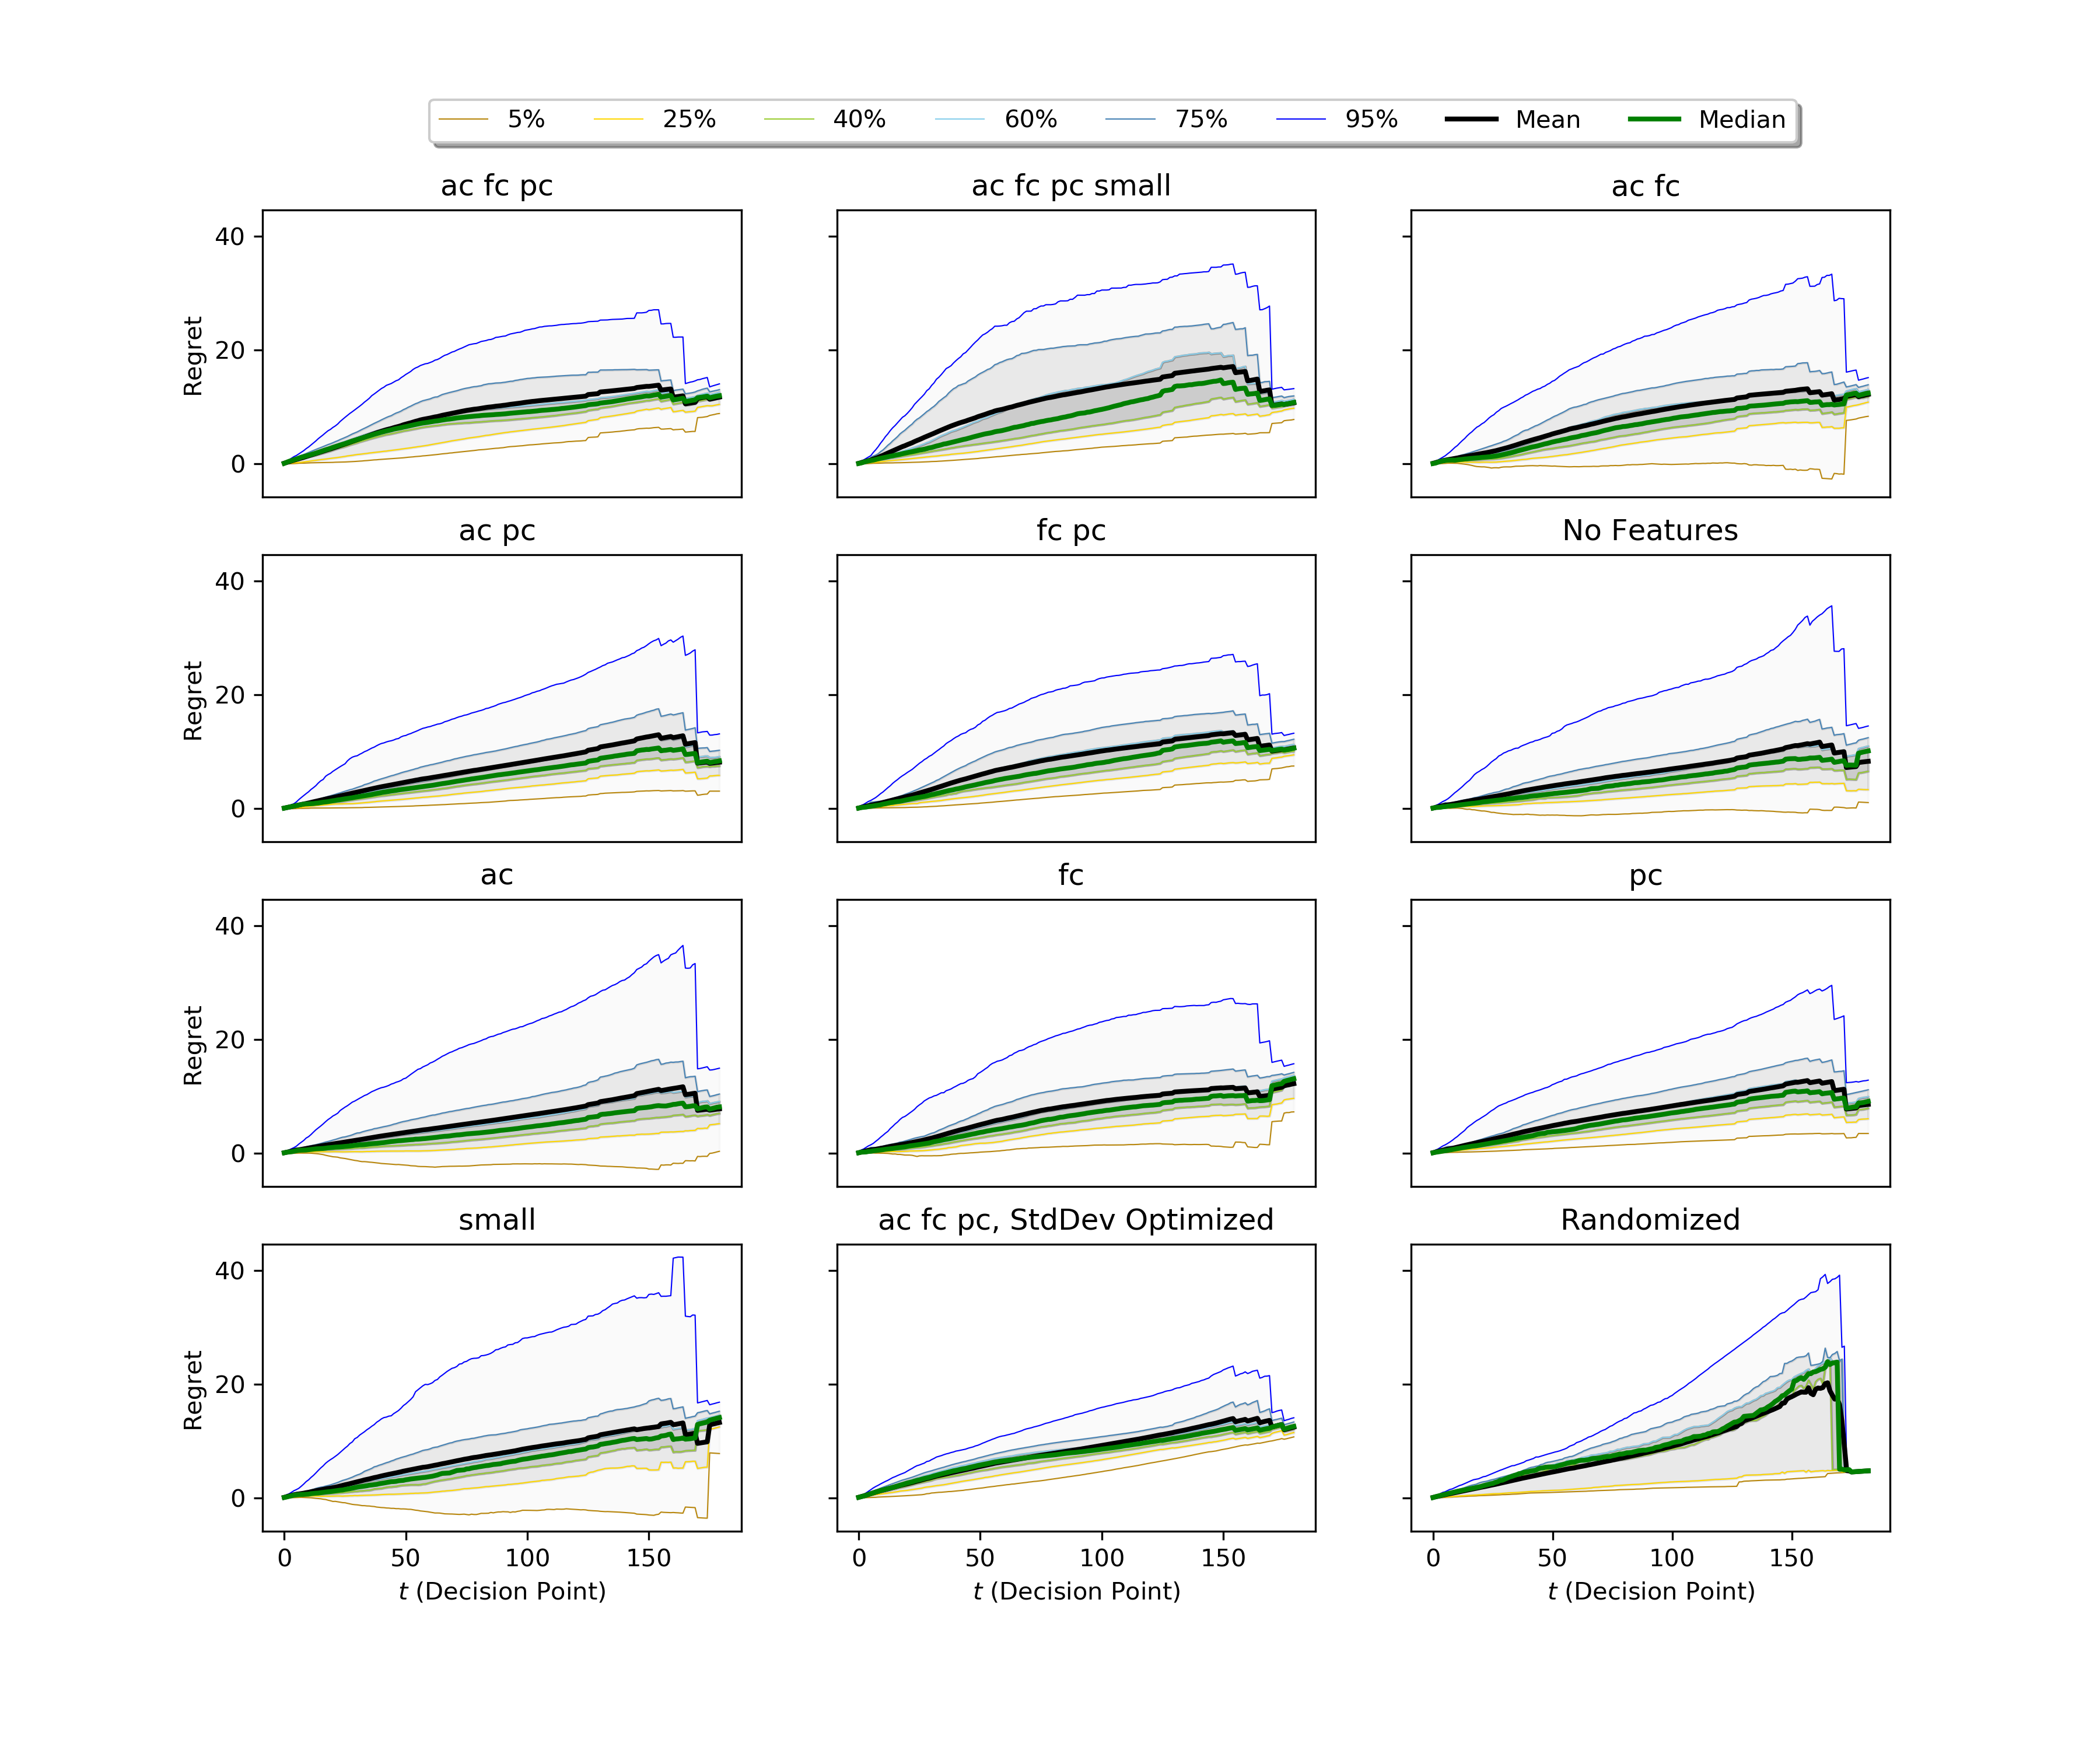 5% 25% 40% 60% 75% 95% Mean Median
ac fc pc ac fc pc small ac fc
40
20
0
Regret
ac pc fc pc No Features
40
20
0
Regret
ac fc pc
40
20
0
Regret
small ac fc pc, StdDev Optimized Randomized
40
20
0
Regret
0 50 100 150 0 50 100 150 0 50 100 150
t (Decision Point) t (Decision Point) t (Decision Point)